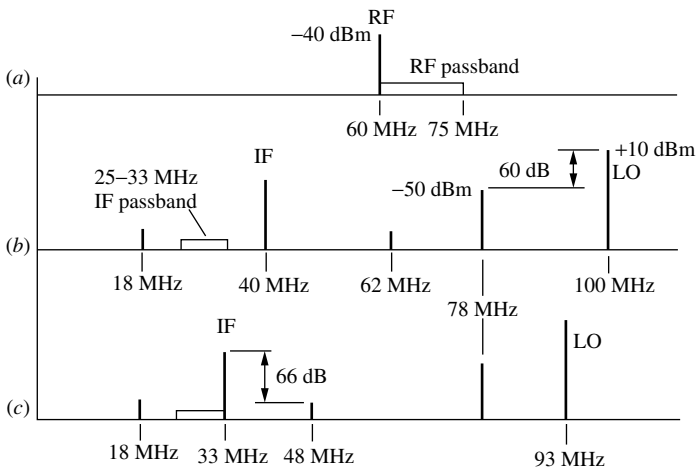 RF
−40 dBm
RF passband
(a)
60 MHz
75 MHz
IF
+10 dBm
60 dB
LO
25–33 MHz
IF passband
−50 dBm
(b)
18 MHz
40 MHz
62 MHz
100 MHz
78 MHz
IF
LO
66 dB
(c)
18 MHz
33 MHz
48 MHz
93 MHz